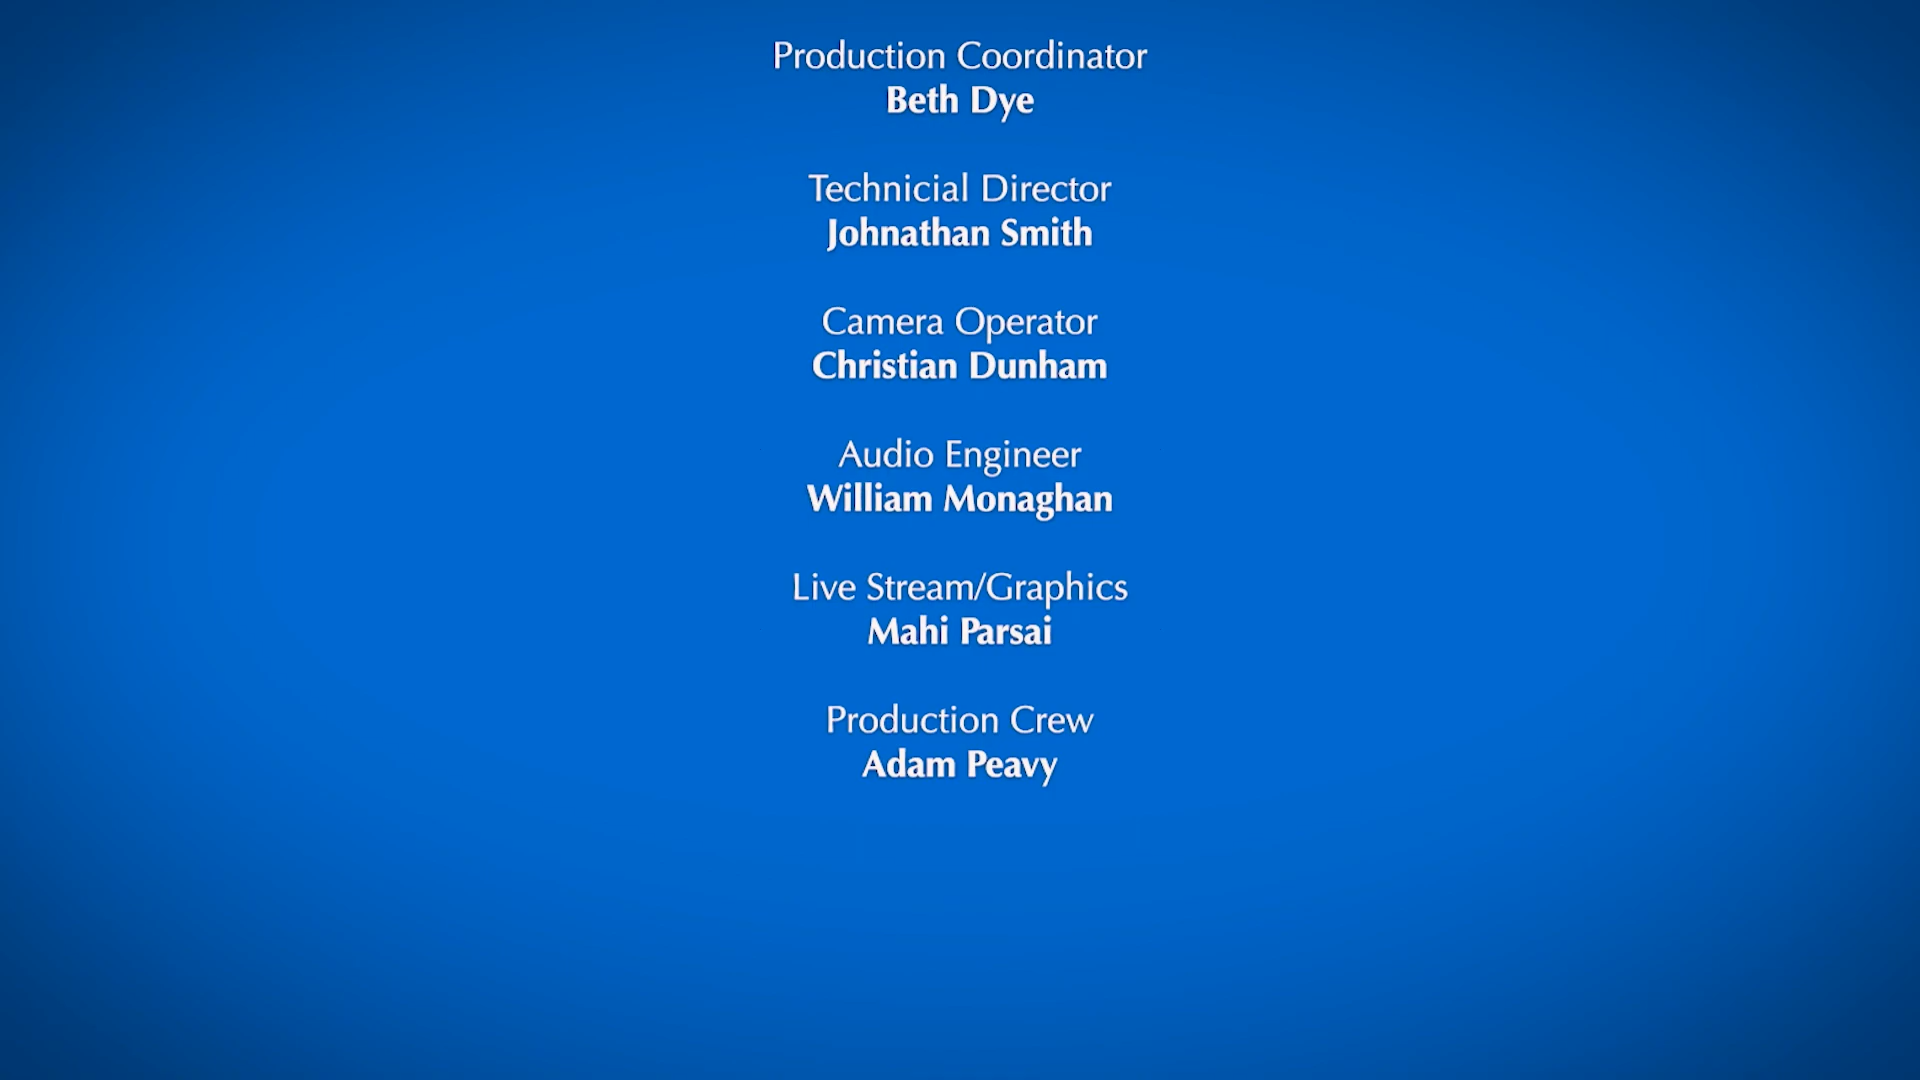 Production Coordinator
Beth Dye
Technicial Director
Johnathan Smith
Camera Operator
Christian Dunham
Audio Engineer
William Monaghan
Live Stream/Graphics
Mahi Parsai
Production Crew
Adam Peavy